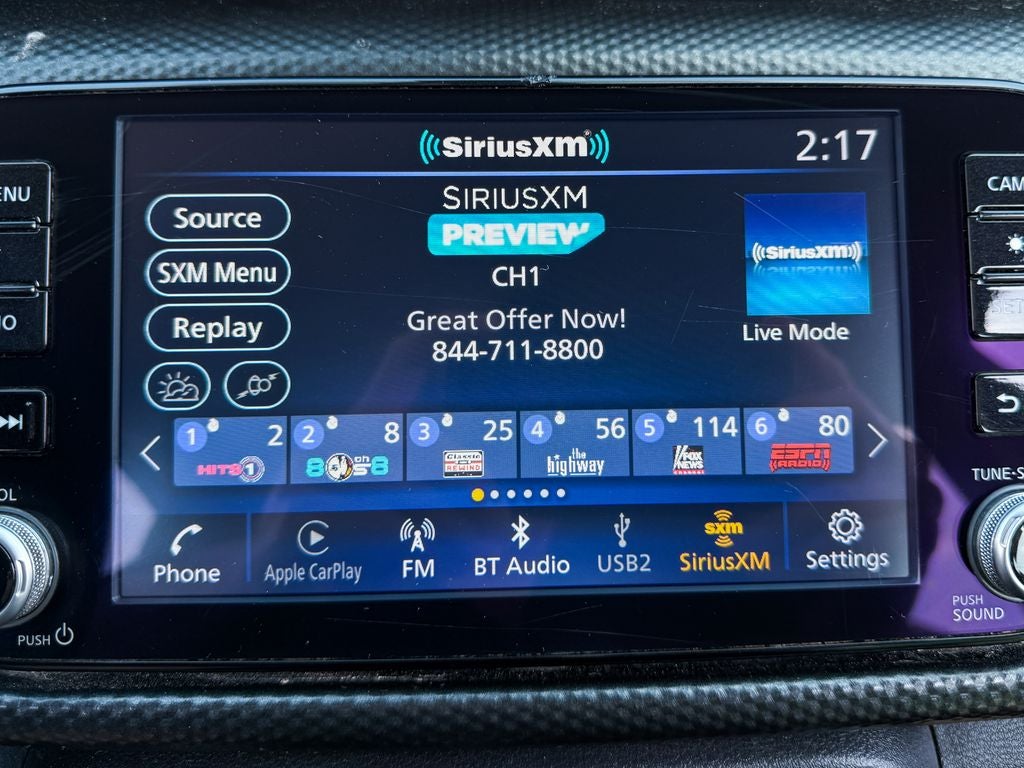 SiriusXM
2:17
SIRIUSXM
PREVIEW
CH1
Great Offer Now!
844-711-8800
Source
SXM Menu
Replay
SiriusXM
Live Mode
1 2
HITS 1
2 8
80s on 8
3 25
Classic
REWIND
4 56
the
highway
5 114
FOX
NEWS
6 80
ESPN
RADIO
Phone
Apple CarPlay
FM
BT Audio
USB2
sxm
SiriusXM
Settings
ENU
CAM
TUNE·S
PUSH
SOUND
OL
PUSH